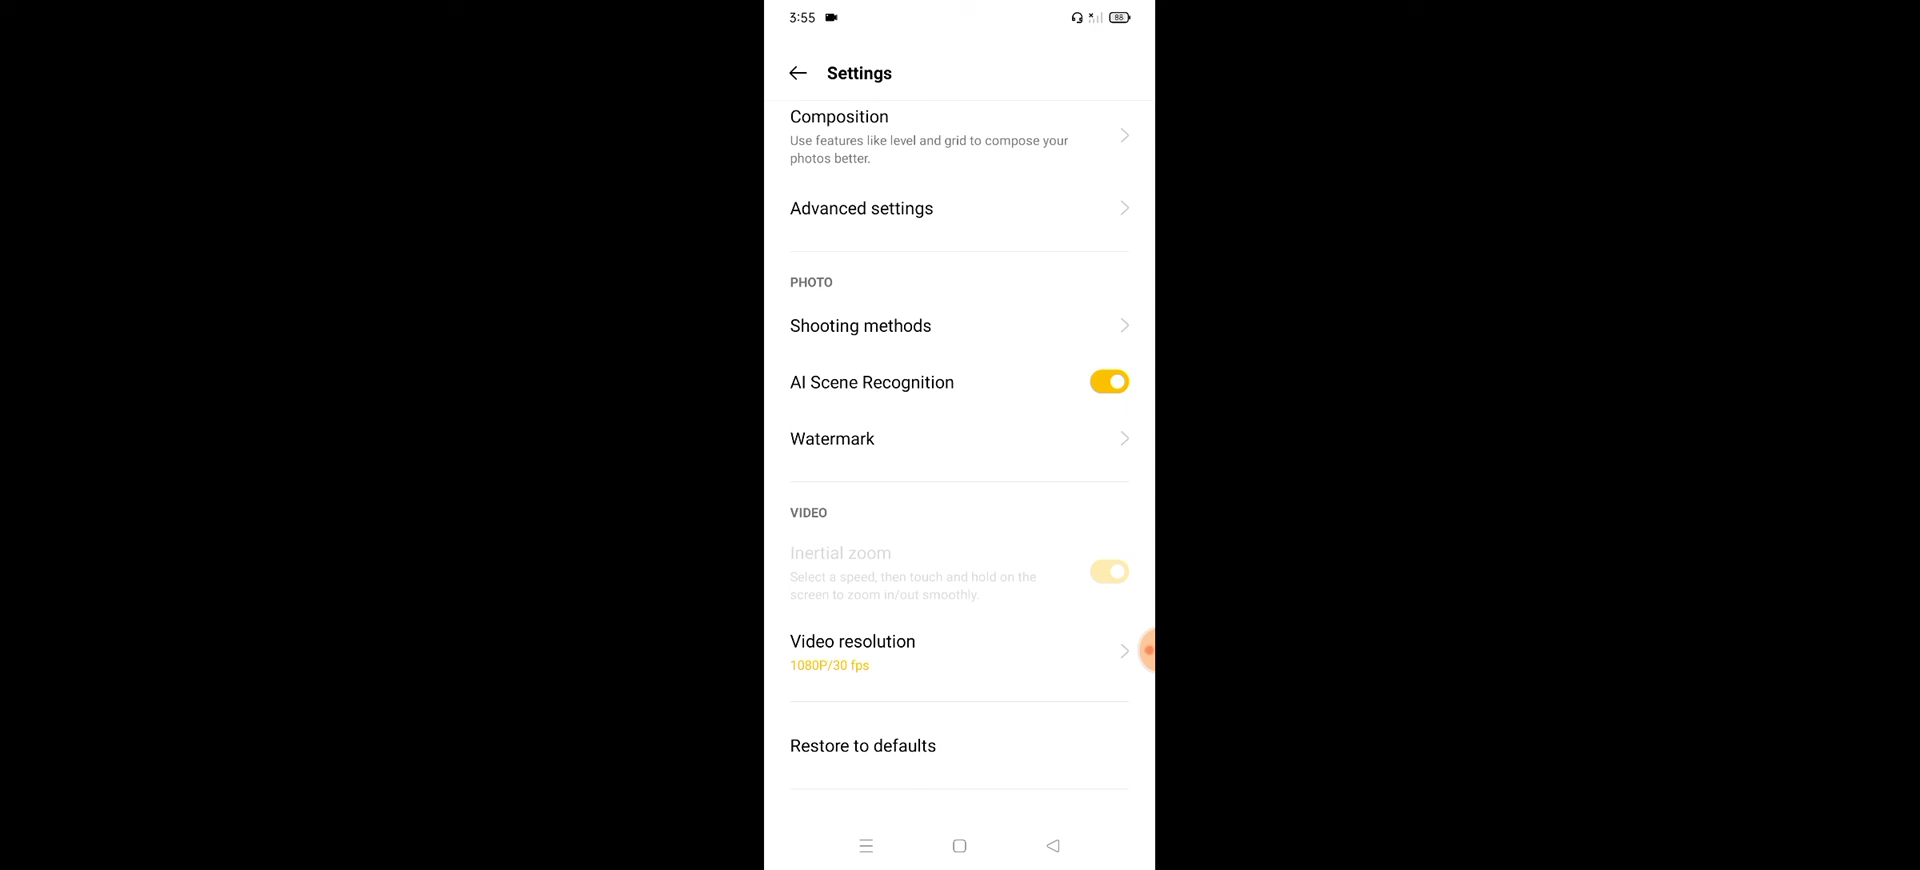 3:55
88
Settings
Composition
Use features like level and grid to compose your
photos better.
Advanced settings
PHOTO
Shooting methods
AI Scene Recognition
Watermark
VIDEO
Inertial zoom
Select a speed, then touch and hold on the
screen to zoom in/out smoothly.
Video resolution
1080P/30 fps
Restore to defaults